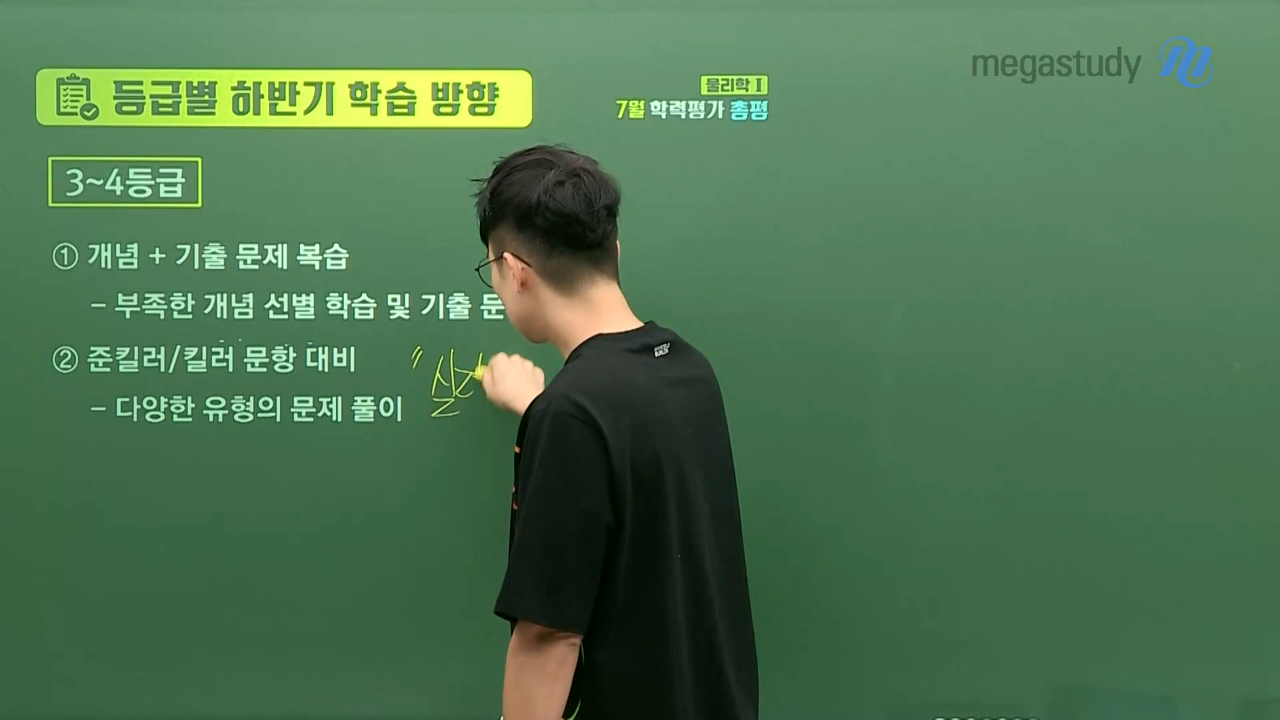 megastudy
등급별 하반기 학습 방향
물리학 I
7월 학력평가 총평
3~4등급
① 개념 + 기출 문제 복습
- 부족한 개념 선별 학습 및 기출 문
② 준킬러/킬러 문항 대비
- 다양한 유형의 문제 풀이